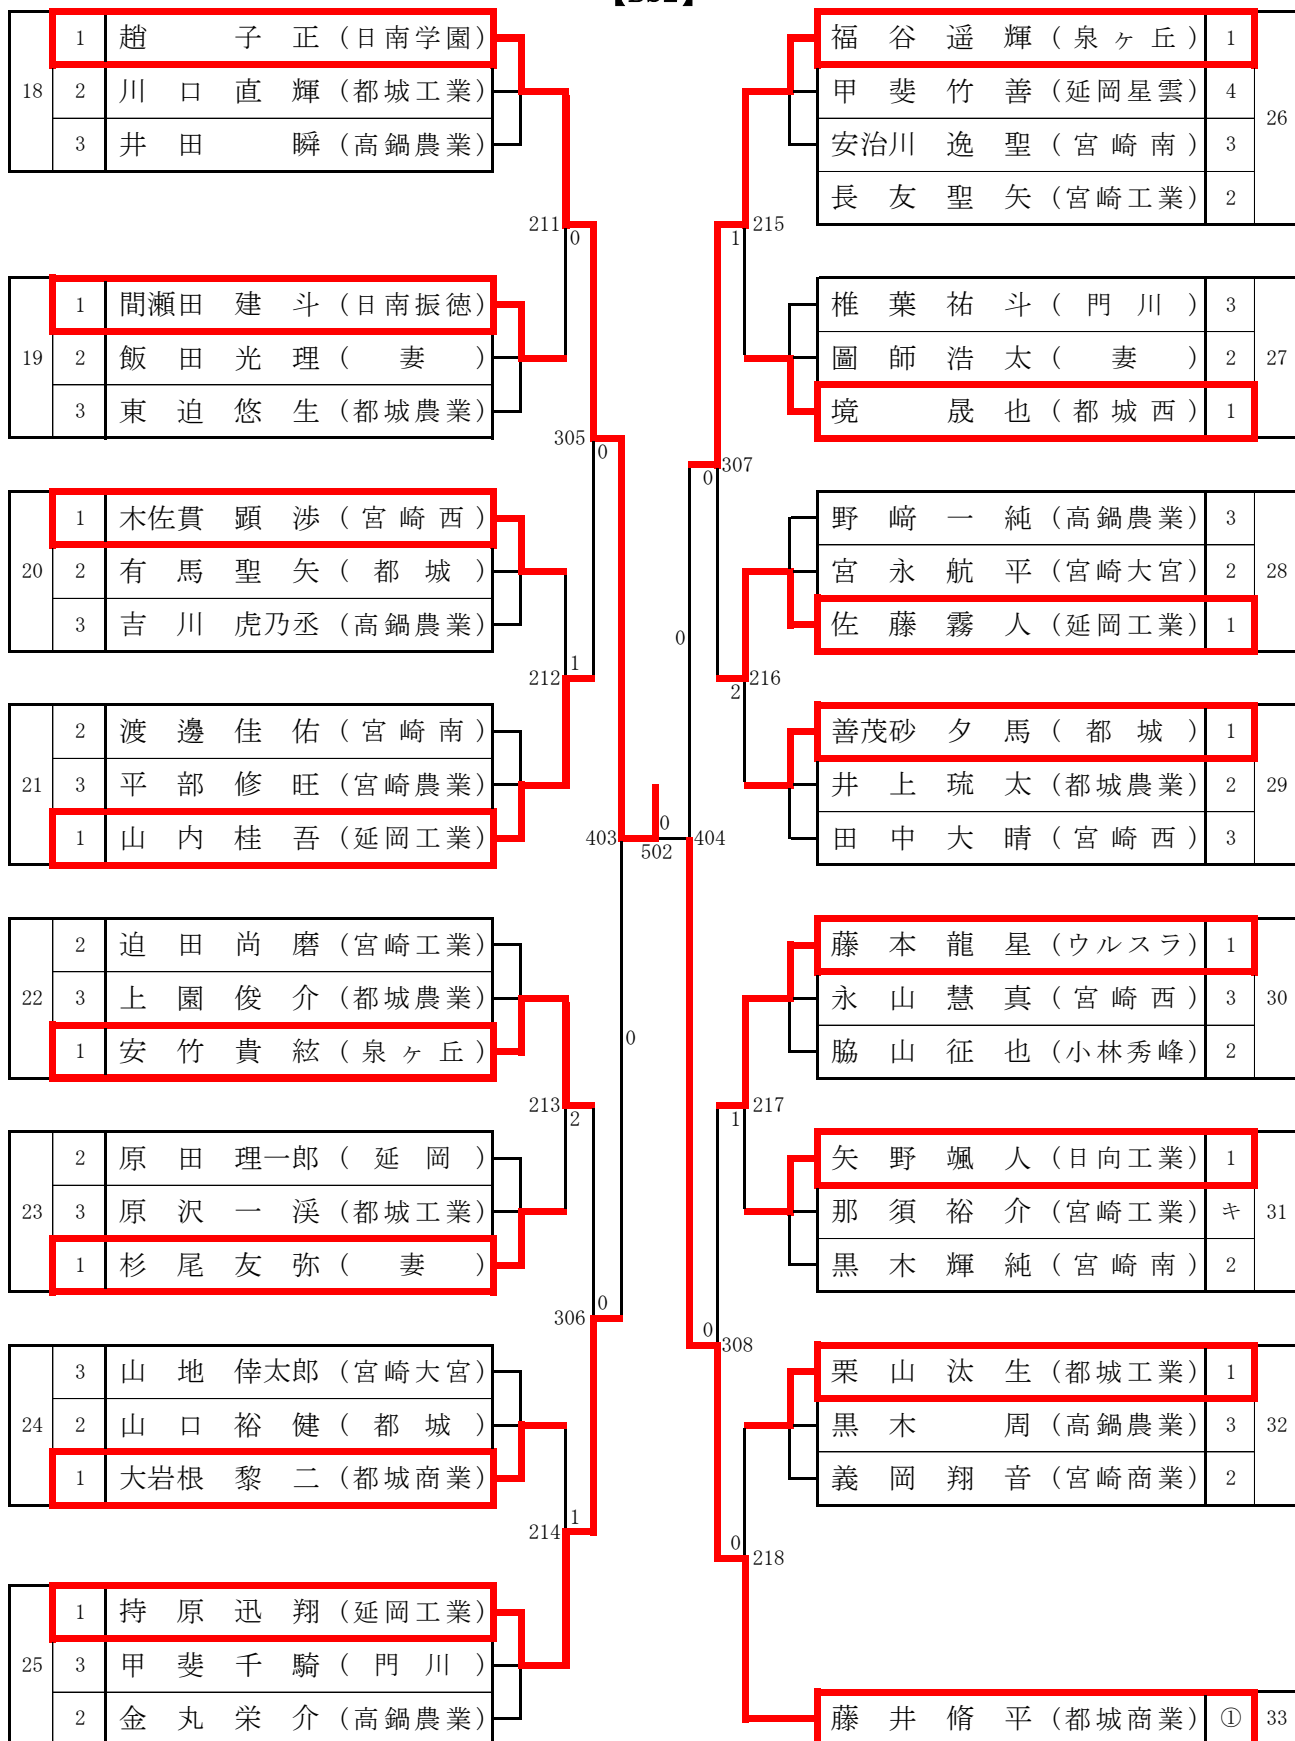 18
1 趙 子 正 (日南学園)
2 川 口 直 輝 (都城工業)
3 井 田 瞬 (高鍋農業)
211
0
19
1 間瀬田 建 斗 (日南振徳)
2 飯 田 光 理 ( 妻 )
3 東 迫 悠 生 (都城農業)
305
0
20
1 木佐貫 顕 渉 ( 宮 崎 西 )
2 有 馬 聖 矢 ( 都 城 )
3 吉 川 虎乃丞 (高鍋農業)
212
1
21
2 渡 邊 佳 佑 ( 宮 崎 南 )
3 平 部 修 旺 (宮崎農業)
1 山 内 桂 吾 (延岡工業)
403
0
502
404
22
2 迫 田 尚 磨 (宮崎工業)
3 上 園 俊 介 (都城農業)
1 安 竹 貴 絃 ( 泉 ヶ 丘 )
0
213
2
23
2 原 田 理一郎 ( 延 岡 )
3 原 沢 一 渓 (都城工業)
1 杉 尾 友 弥 ( 妻 )
306
0
24
3 山 地 倖太郎 (宮崎大宮)
2 山 口 裕 健 ( 都 城 )
1 大岩根 黎 二 (都城商業)
214
1
25
1 持 原 迅 翔 (延岡工業)
3 甲 斐 千 騎 ( 門 川 )
2 金 丸 栄 介 (高鍋農業)
福 谷 遥 輝 ( 泉 ヶ 丘 ) 1
甲 斐 竹 善 (延岡星雲) 4
安治川 逸 聖 ( 宮 崎 南 ) 3
長 友 聖 矢 (宮崎工業) 2
26
215
1
椎 葉 祐 斗 ( 門 川 ) 3
圖 師 浩 太 ( 妻 ) 2
境 晟 也 ( 都 城 西 ) 1
27
307
0
野 﨑 一 純 (高鍋農業) 3
宮 永 航 平 (宮崎大宮) 2
佐 藤 霧 人 (延岡工業) 1
28
0
216
2
善茂砂 夕 馬 ( 都 城 ) 1
井 上 琉 太 (都城農業) 2
田 中 大 晴 ( 宮 崎 西 ) 3
29
藤 本 龍 星 (ウルスラ) 1
永 山 慧 真 ( 宮 崎 西 ) 3
脇 山 征 也 (小林秀峰) 2
30
217
1
矢 野 颯 人 (日向工業) 1
那 須 裕 介 (宮崎工業) キ
黒 木 輝 純 ( 宮 崎 南 ) 2
31
0
308
栗 山 汰 生 (都城工業) 1
黒 木 周 (高鍋農業) 3
義 岡 翔 音 (宮崎商業) 2
32
0
218
藤 井 脩 平 (都城商業) ①
33